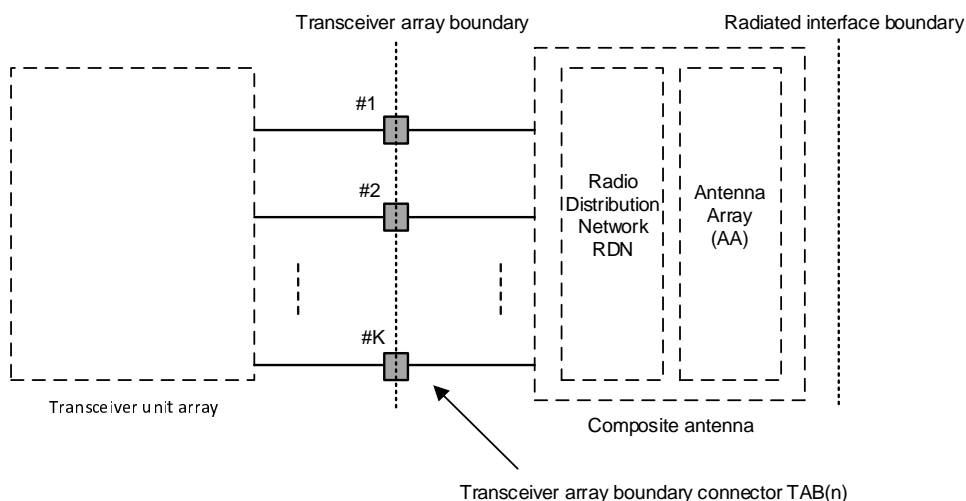 Transceiver array boundary
Radiated interface boundary
#1
#2
#K
Radio
Distribution
Network
RDN
Antenna
Array
(AA)
Transceiver unit array
Composite antenna
Transceiver array boundary connector TAB(n)